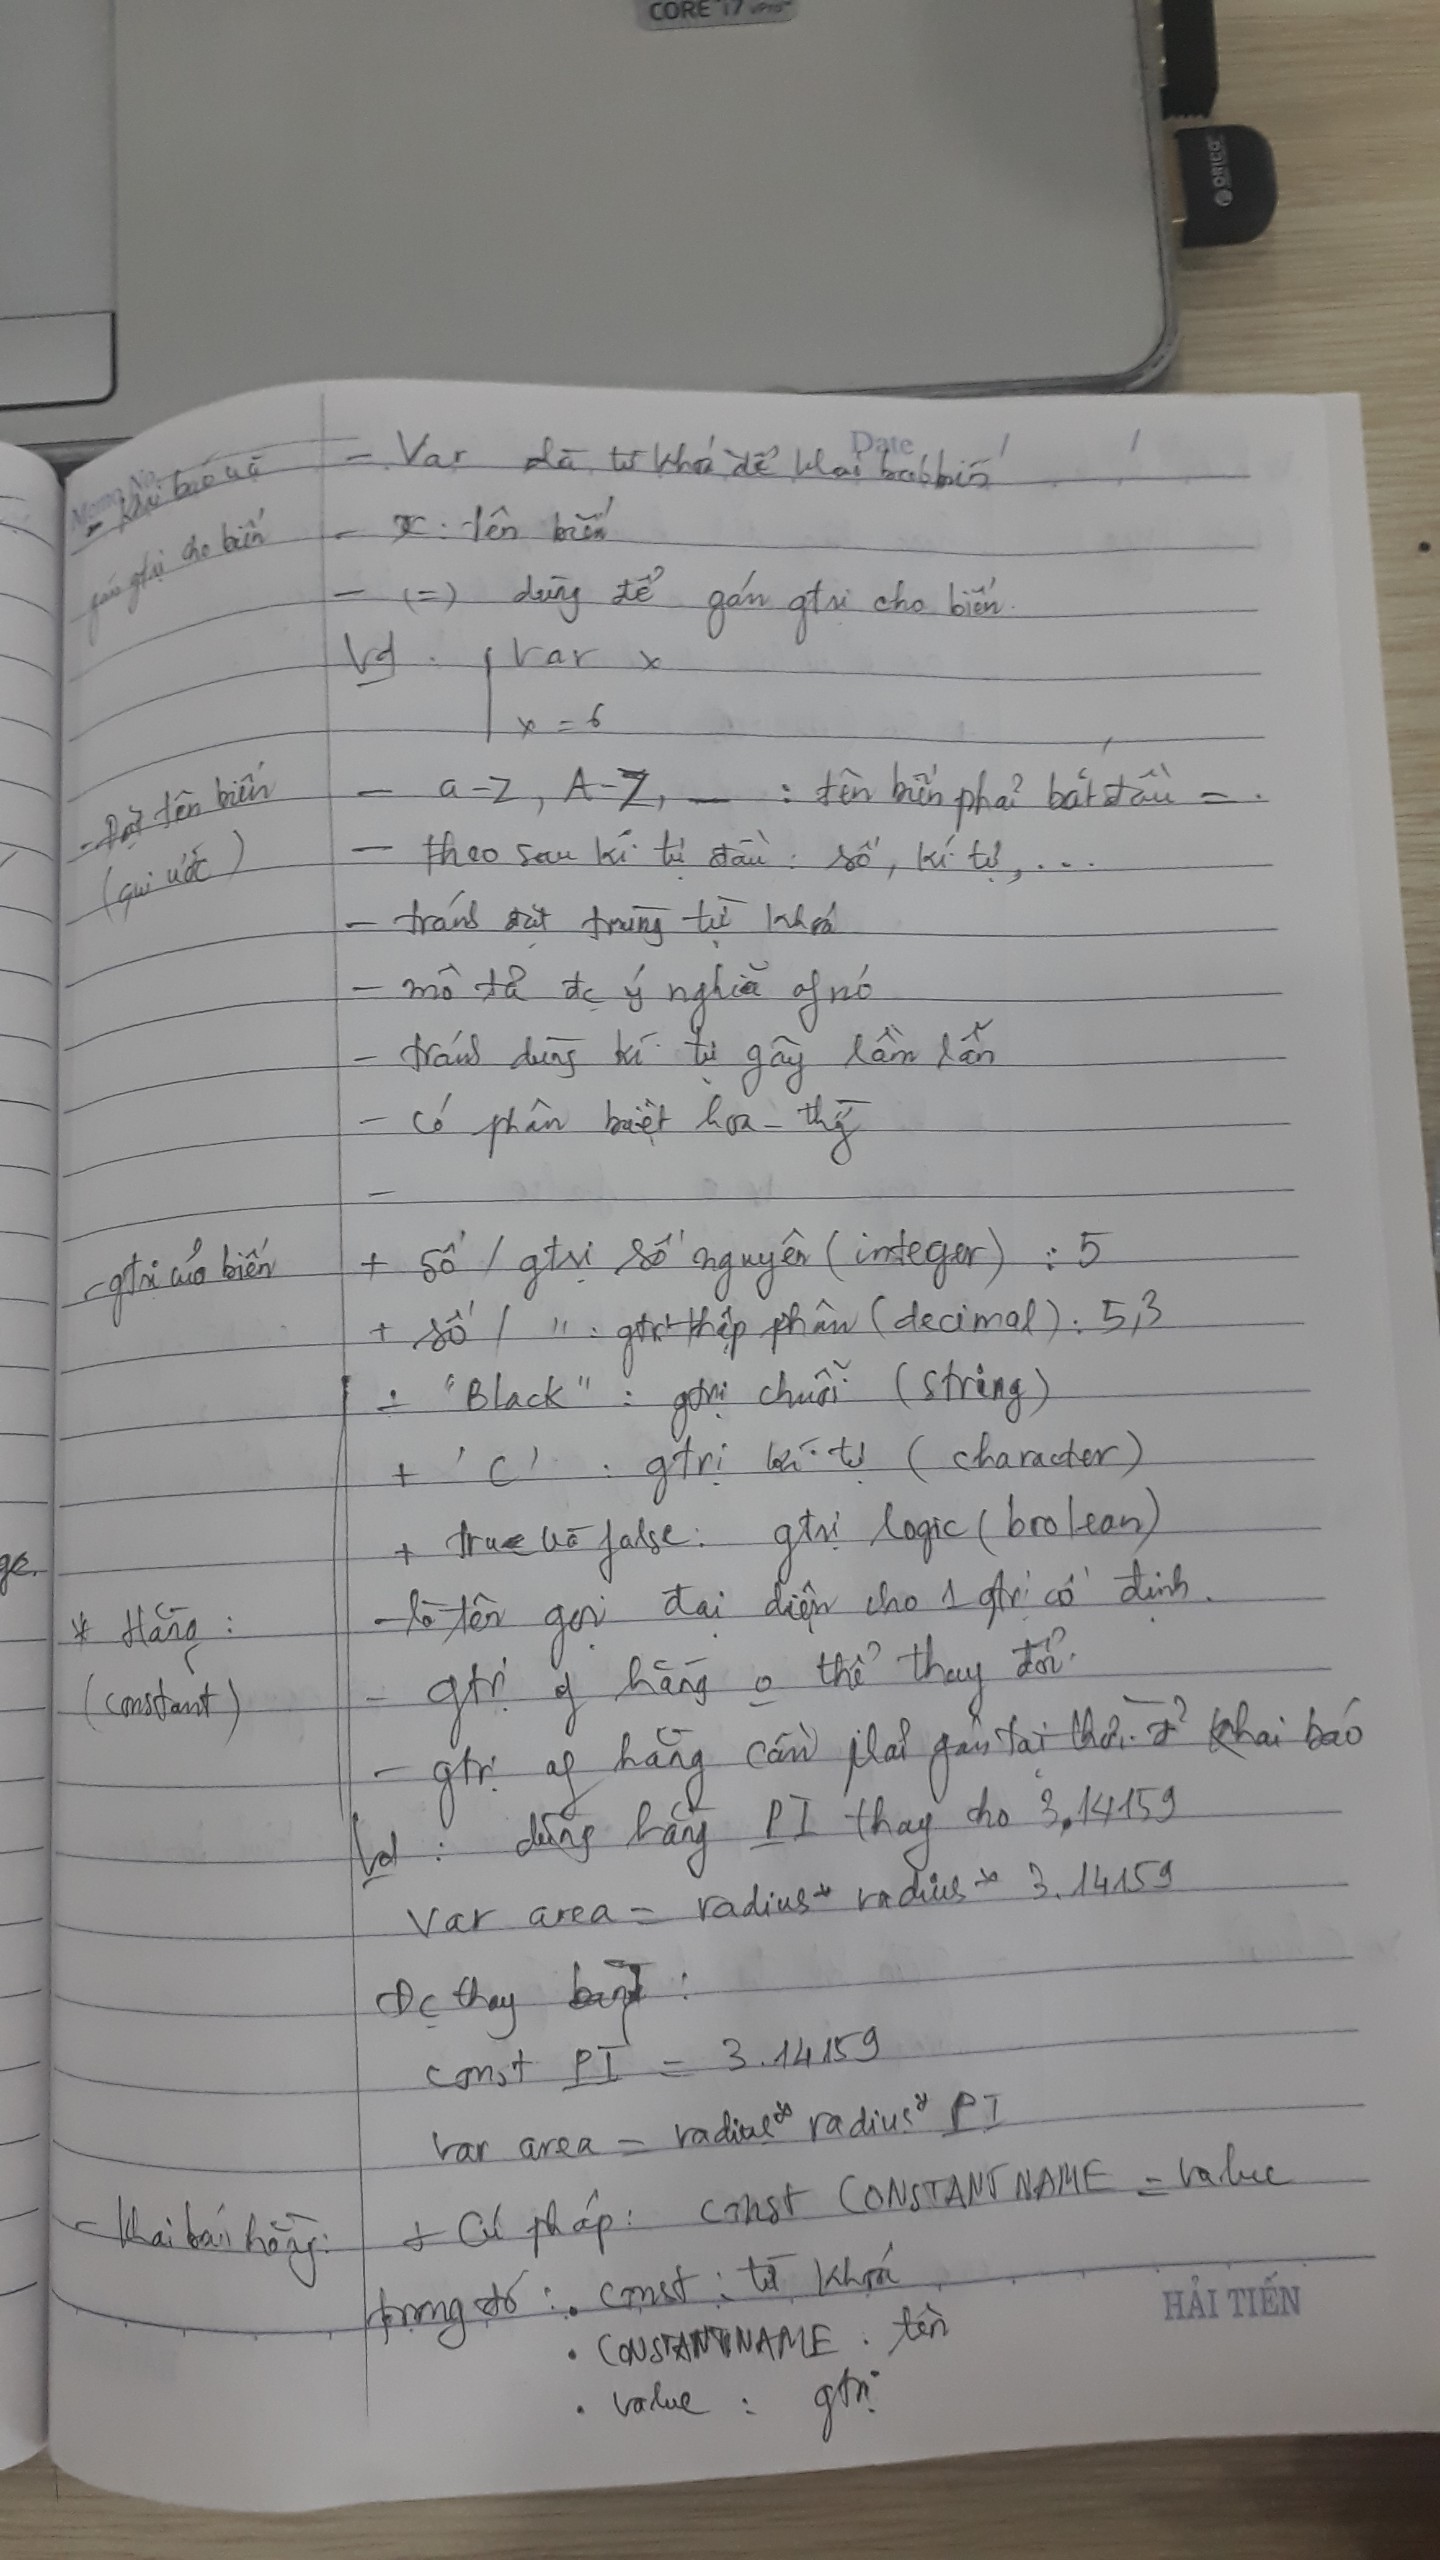 CORE i7 vPro
ORICO
Memo No.
Date / /
- Khai báo và
gán gtrị cho biến
- Var là từ khoá để khai báo biến
- x : tên biến
- (=) dùng để gán gtrị cho biến.
Vd : var x
x = 6
- Đặt tên biến
(qui ước)
- a-z, A-Z, _ : tên biến phải bắt đầu = .
- theo sau kí tự đầu : số, kí tự, ...
- tránh đặt trùng từ khoá
- mô tả đc ý nghĩa of nó
- tránh dùng kí tự gây lầm lẫn
- có phân biệt hoa - thg
-
- gtrị của biến
+ số / gtrị số nguyên (integer) : 5
+ số / " : gtrị thập phân (decimal) : 5,3
+ "Black" : gtrị chuỗi (string)
+ 'C' : gtrị kí tự (character)
+ true và false : gtrị logic (boolean)
* Hằng :
(constant)
- là tên gọi đại diện cho 1 gtrị cố định.
- gtrị of hằng o thể thay đổi.
- gtrị of hằng cần phải gán tại thời khai báo
Vd : dùng hằng PI thay cho 3.14159
Var area = radius * radius * 3.14159
Đc thay bằng :
const PI = 3.14159
var area = radius * radius * PI
- Khai báo hằng:
+ Cú pháp : const CONSTANTNAME = value
trong đó : . const : từ khoá
. CONSTANTNAME : tên
. value : gtrị
HẢI TIẾN
ge.